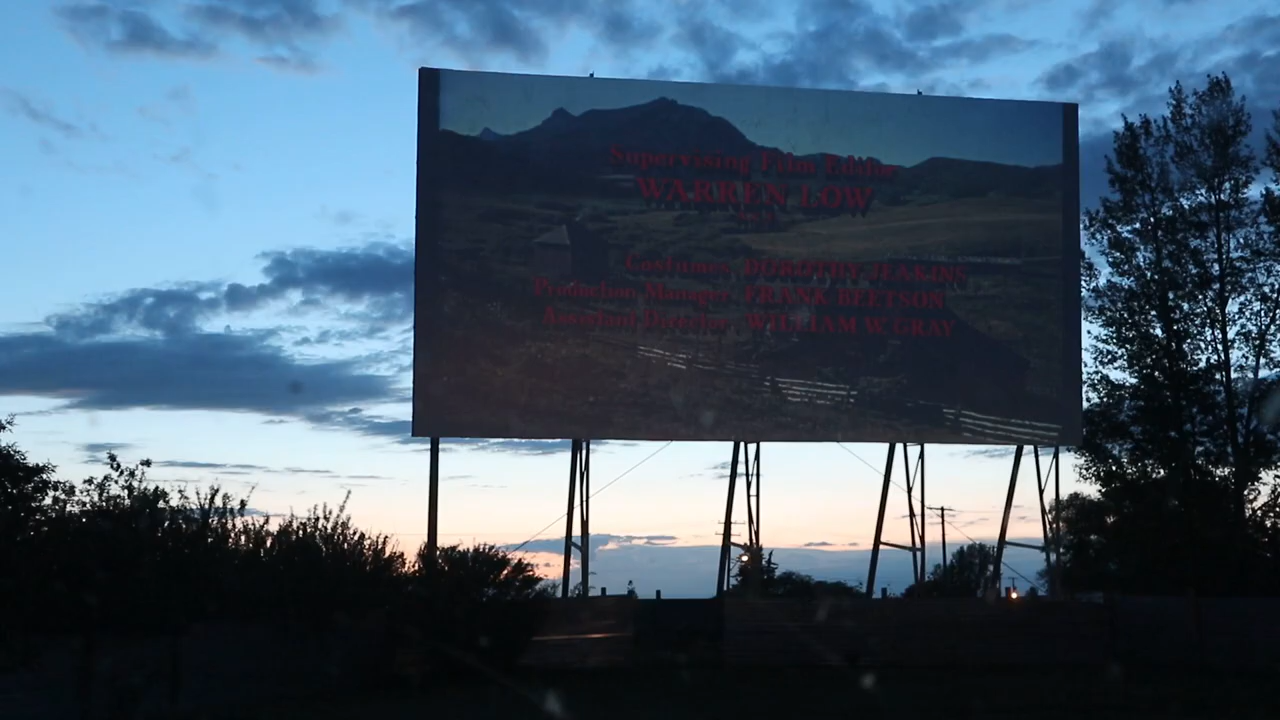 Supervising Film Editor
WARREN LOW
Costumes DOROTHY JEAKINS
Production Manager FRANK BEETSON
Assistant Director WILLIAM W. GRAY